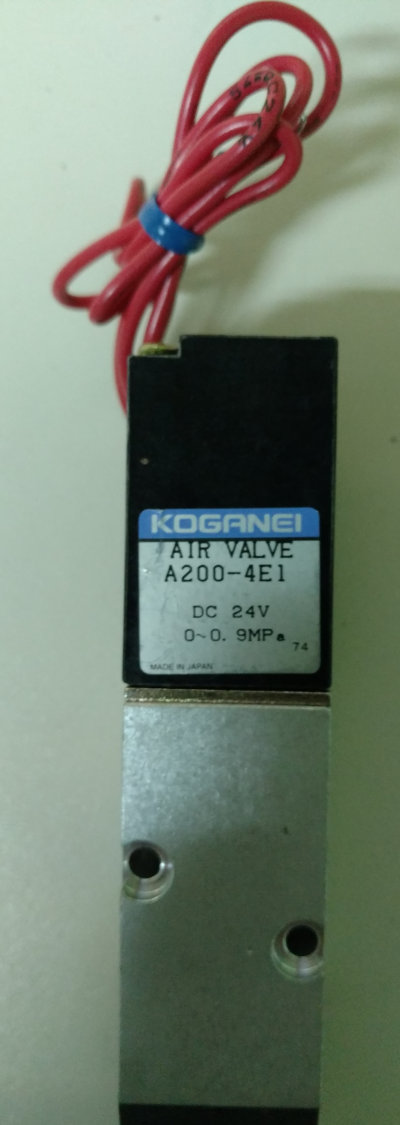 KOGANEI
AIR VALVE
A200-4E1
DC 24V
0~0.9MPa
74
MADE IN JAPAN